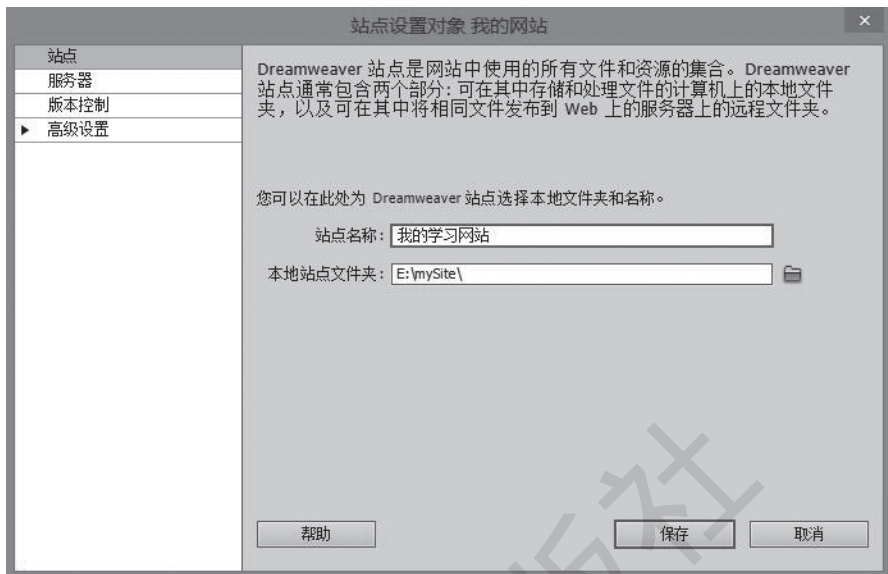 站点设置对象 我的网站
×
站点
服务器
版本控制
高级设置
Dreamweaver 站点是网站中使用的所有文件和资源的集合。Dreamweaver
站点通常包含两个部分：可在其中存储和处理文件的计算机上的本地文件
夹，以及可在其中将相同文件发布到 Web 上的服务器上的远程文件夹。
您可以在此处为 Dreamweaver 站点选择本地文件夹和名称。
站点名称：我的学习网站
本地站点文件夹：E:\mySite\
版社
帮助 保存 取消